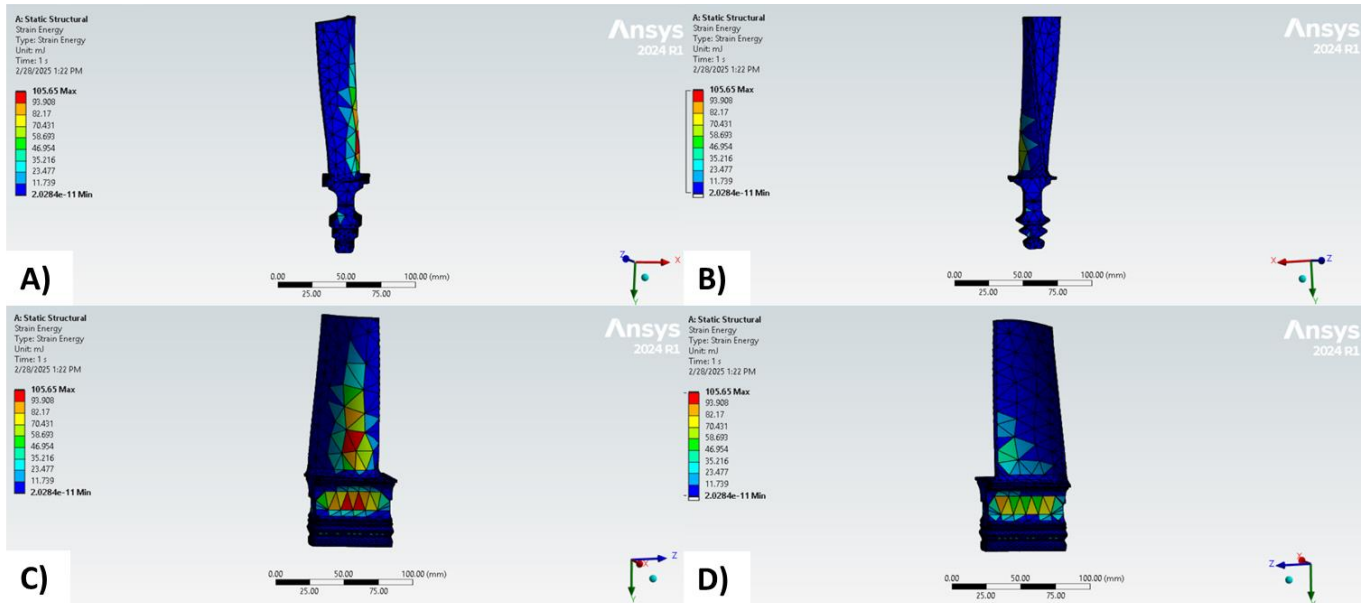 A: Static Structural
Strain Energy
Type: Strain Energy
Unit: mJ
Time: 1 s
2/28/2025 1:22 PM
105.65 Max
93.908
82.17
70.431
58.693
46.954
35.216
23.477
11.739
2.0284e-11 Min
Ansys
2024 R1
A)
0.00 50.00 100.00 (mm)
25.00 75.00
Z X
Y
A: Static Structural
Strain Energy
Type: Strain Energy
Unit: mJ
Time: 1 s
2/28/2025 1:22 PM
105.65 Max
93.908
82.17
70.431
58.693
46.954
35.216
23.477
11.739
2.0284e-11 Min
Ansys
2024 R1
B)
0.00 50.00 100.00 (mm)
25.00 75.00
X Z
Y
A: Static Structural
Strain Energy
Type: Strain Energy
Unit: mJ
Time: 1 s
2/28/2025 1:22 PM
105.65 Max
93.908
82.17
70.431
58.693
46.954
35.216
23.477
11.739
2.0284e-11 Min
Ansys
2024 R1
C)
0.00 50.00 100.00 (mm)
25.00 75.00
Z
X
A: Static Structural
Strain Energy
Type: Strain Energy
Unit: mJ
Time: 1 s
2/28/2025 1:22 PM
105.65 Max
93.908
82.17
70.431
58.693
46.954
35.216
23.477
11.739
2.0284e-11 Min
Ansys
2024 R1
D)
0.00 50.00 100.00 (mm)
25.00 75.00
X
Z